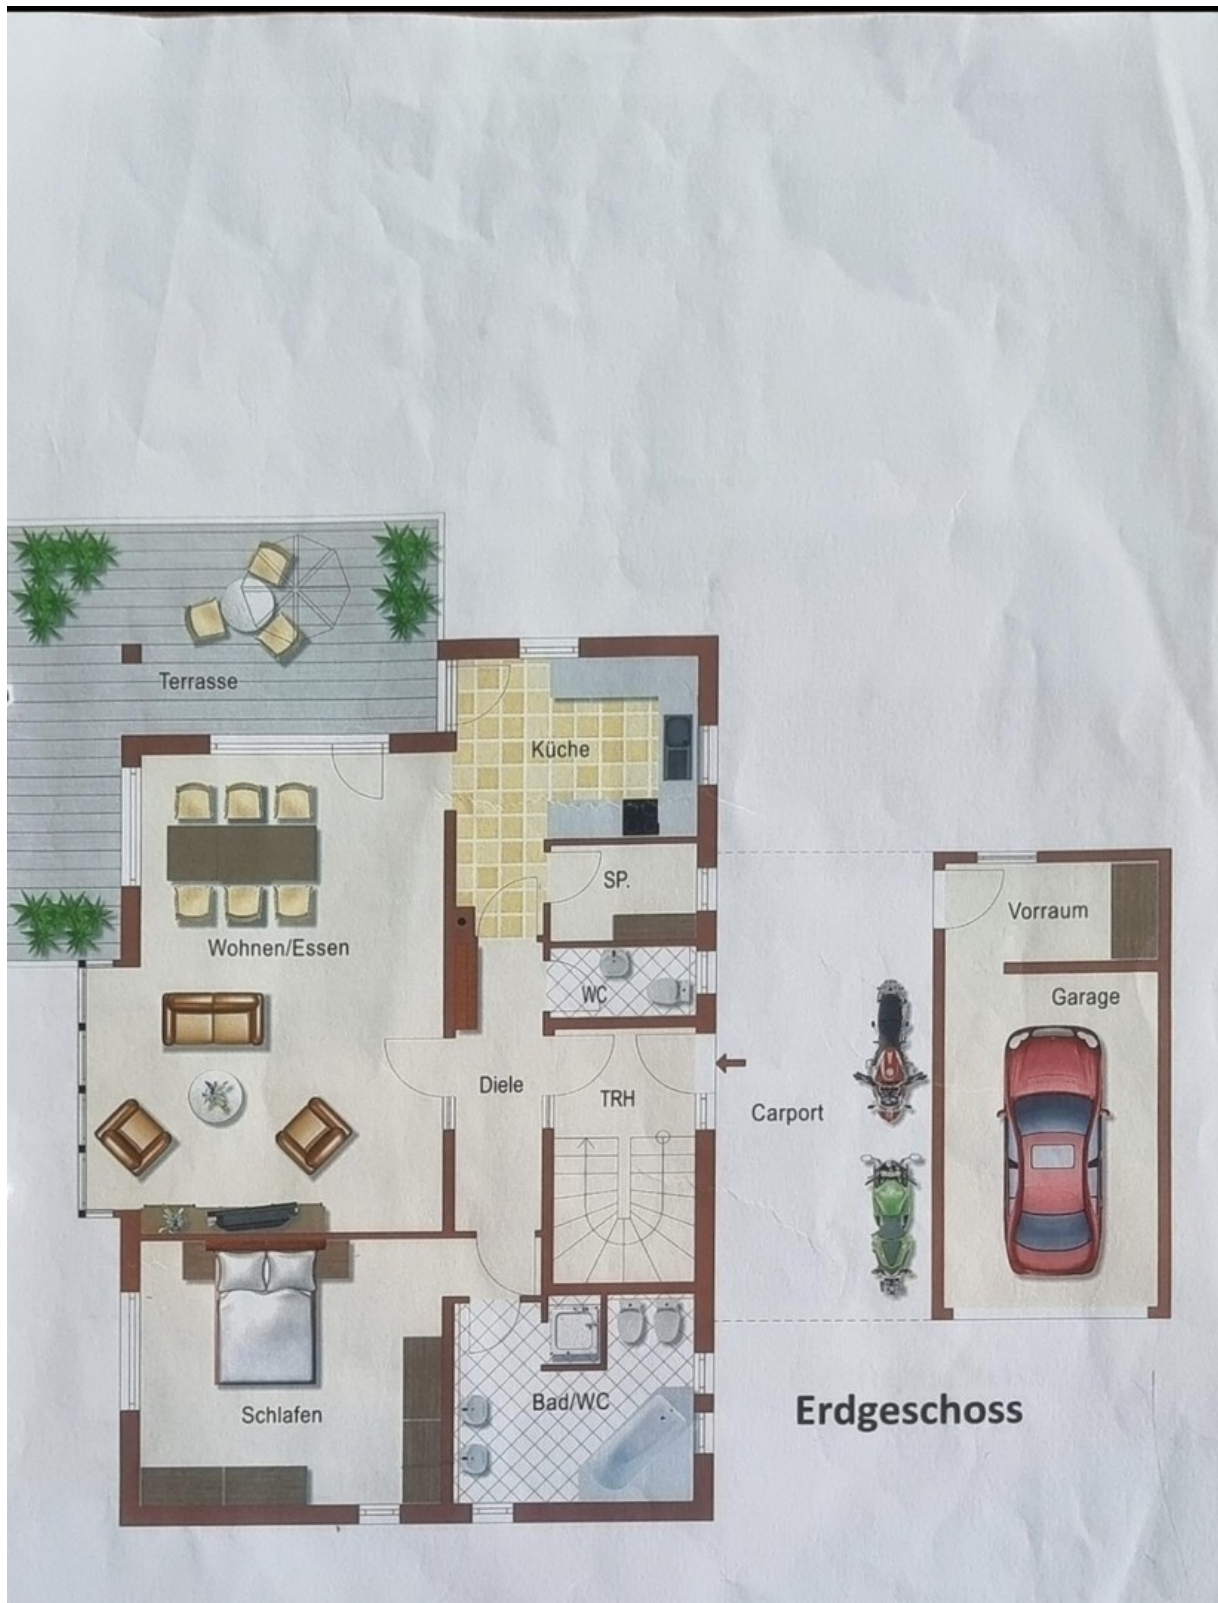 Terrasse
Küche
SP.
Vorraum
Wohnen/Essen
WC
Garage
Diele
TRH
Carport
Schlafen
Bad/WC
Erdgeschoss